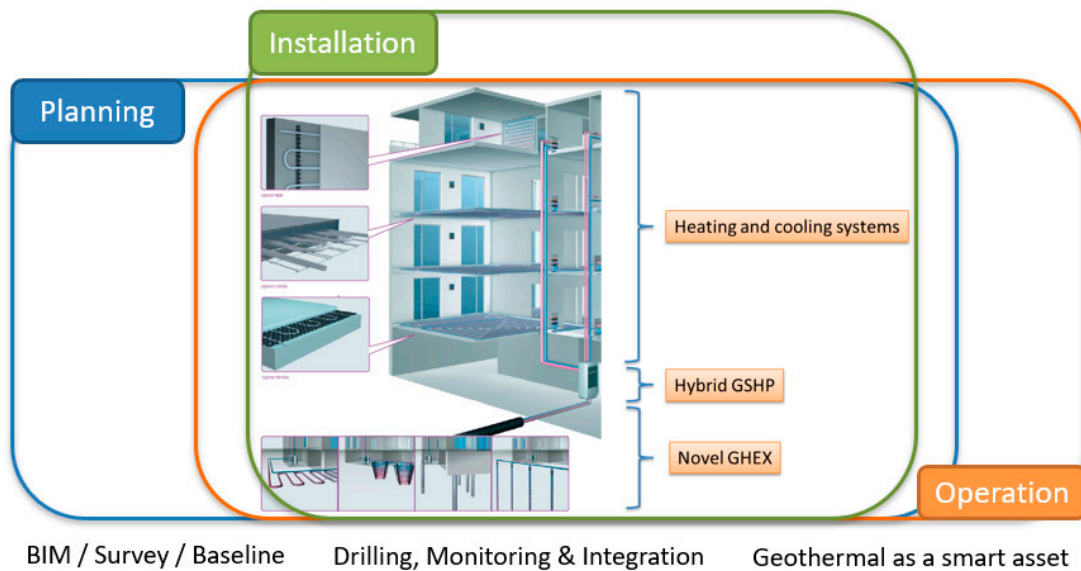 Installation
Planning
Heating and cooling systems
Hybrid GSHP
Novel GHEX
Operation
BIM / Survey / Baseline
Drilling, Monitoring & Integration
Geothermal as a smart asset